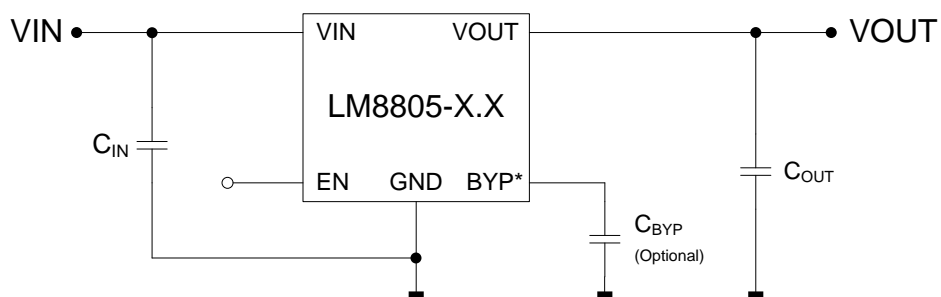 VIN
VIN VOUT
VOUT
LM8805-X.X
CIN
EN GND BYP*
COUT
CBYP
(Optional)